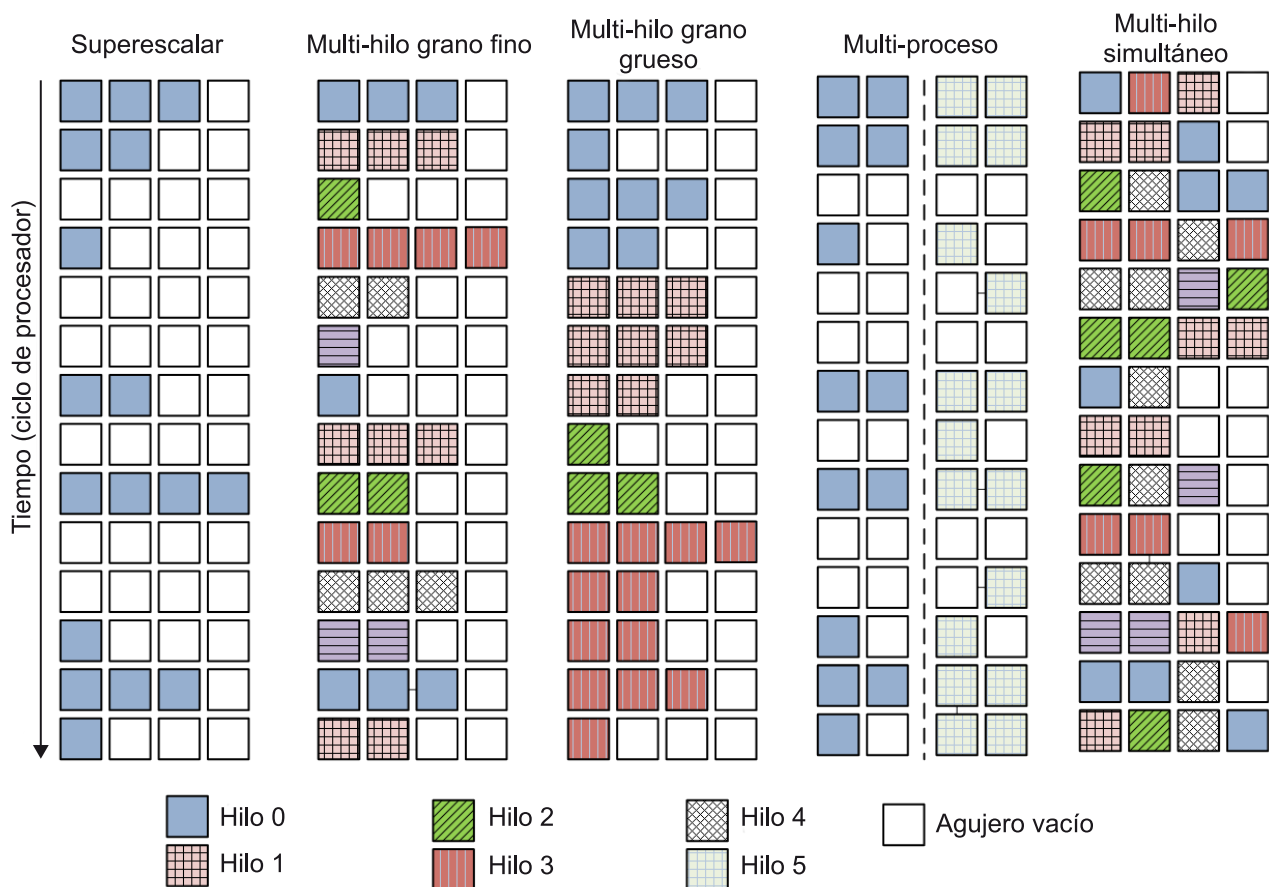 Superescalar
Multi-hilo grano fino
Multi-hilo grano
grueso
Multi-proceso
Multi-hilo
simultáneo
Tiempo (ciclo de procesador)
Hilo 0
Hilo 2
Hilo 4
Agujero vacío
Hilo 1
Hilo 3
Hilo 5